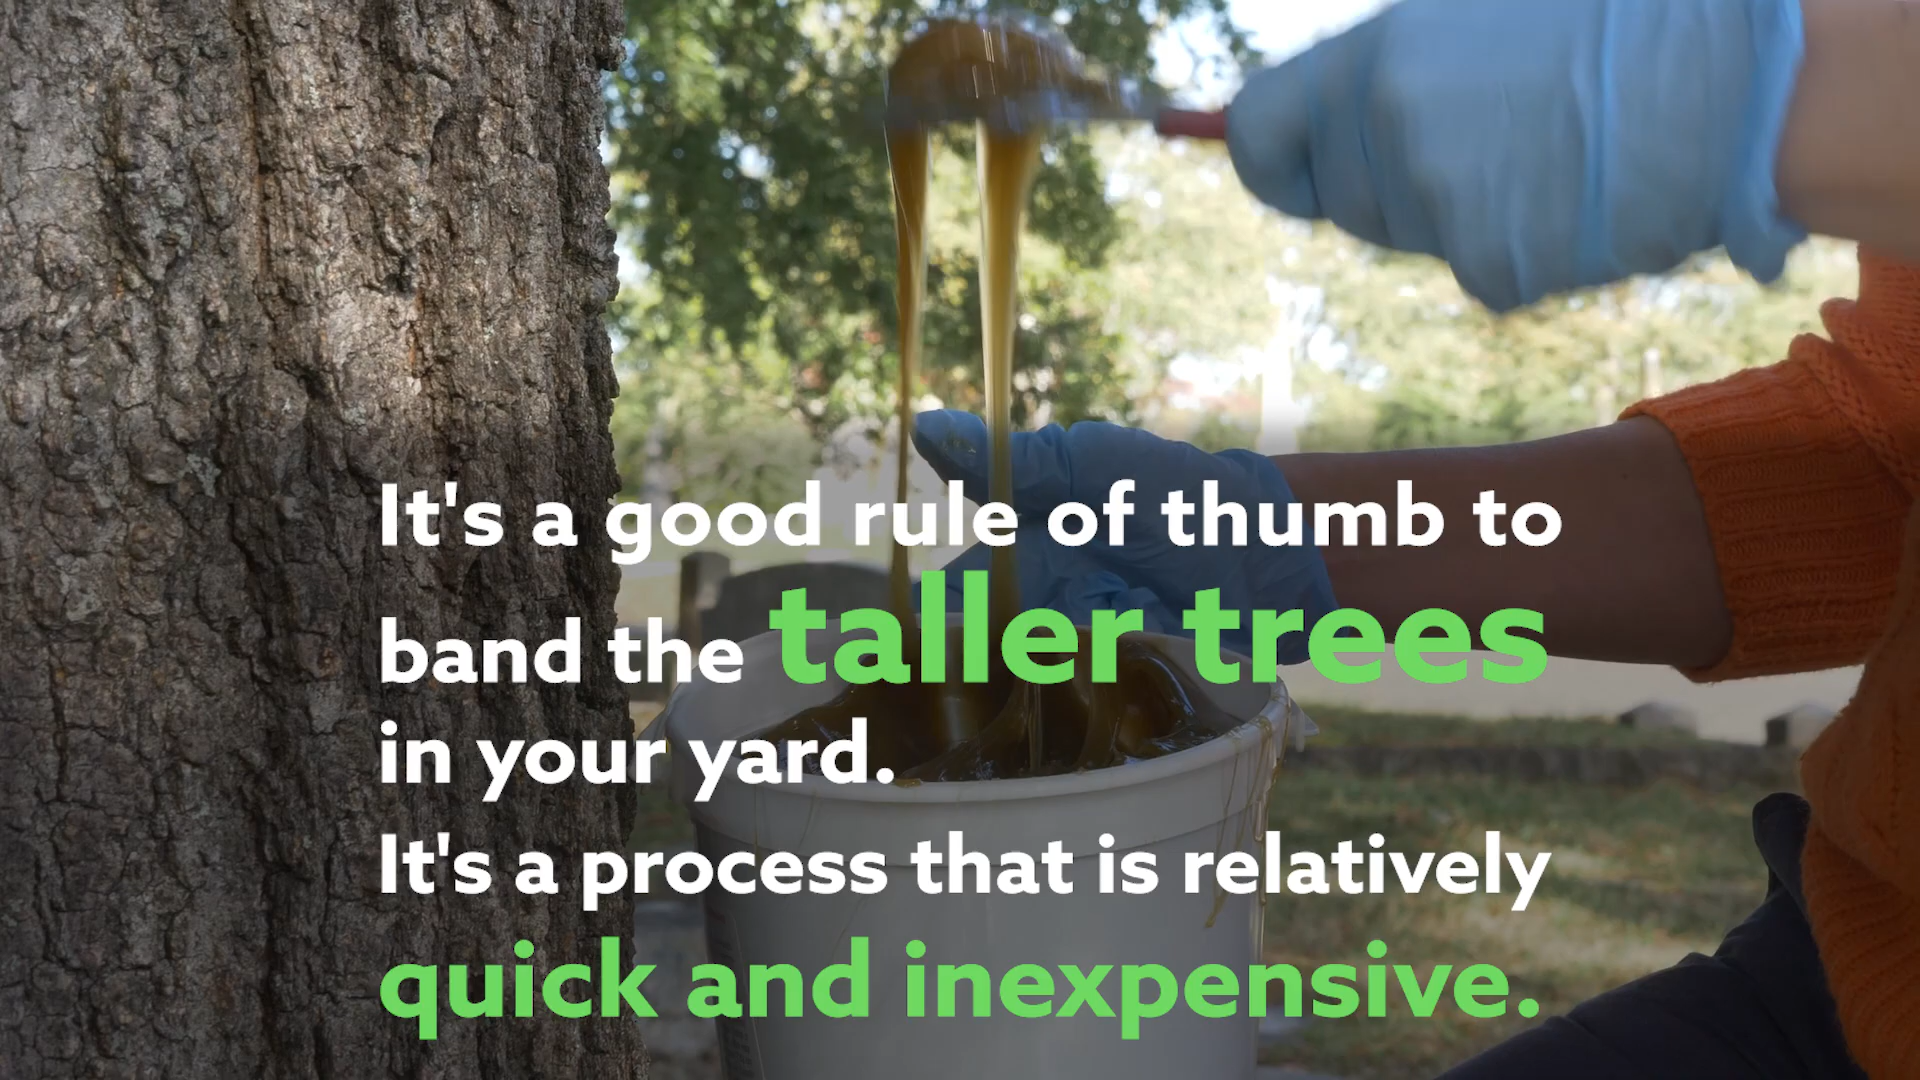 It's a good rule of thumb to
band the taller trees
in your yard.
It's a process that is relatively
quick and inexpensive.